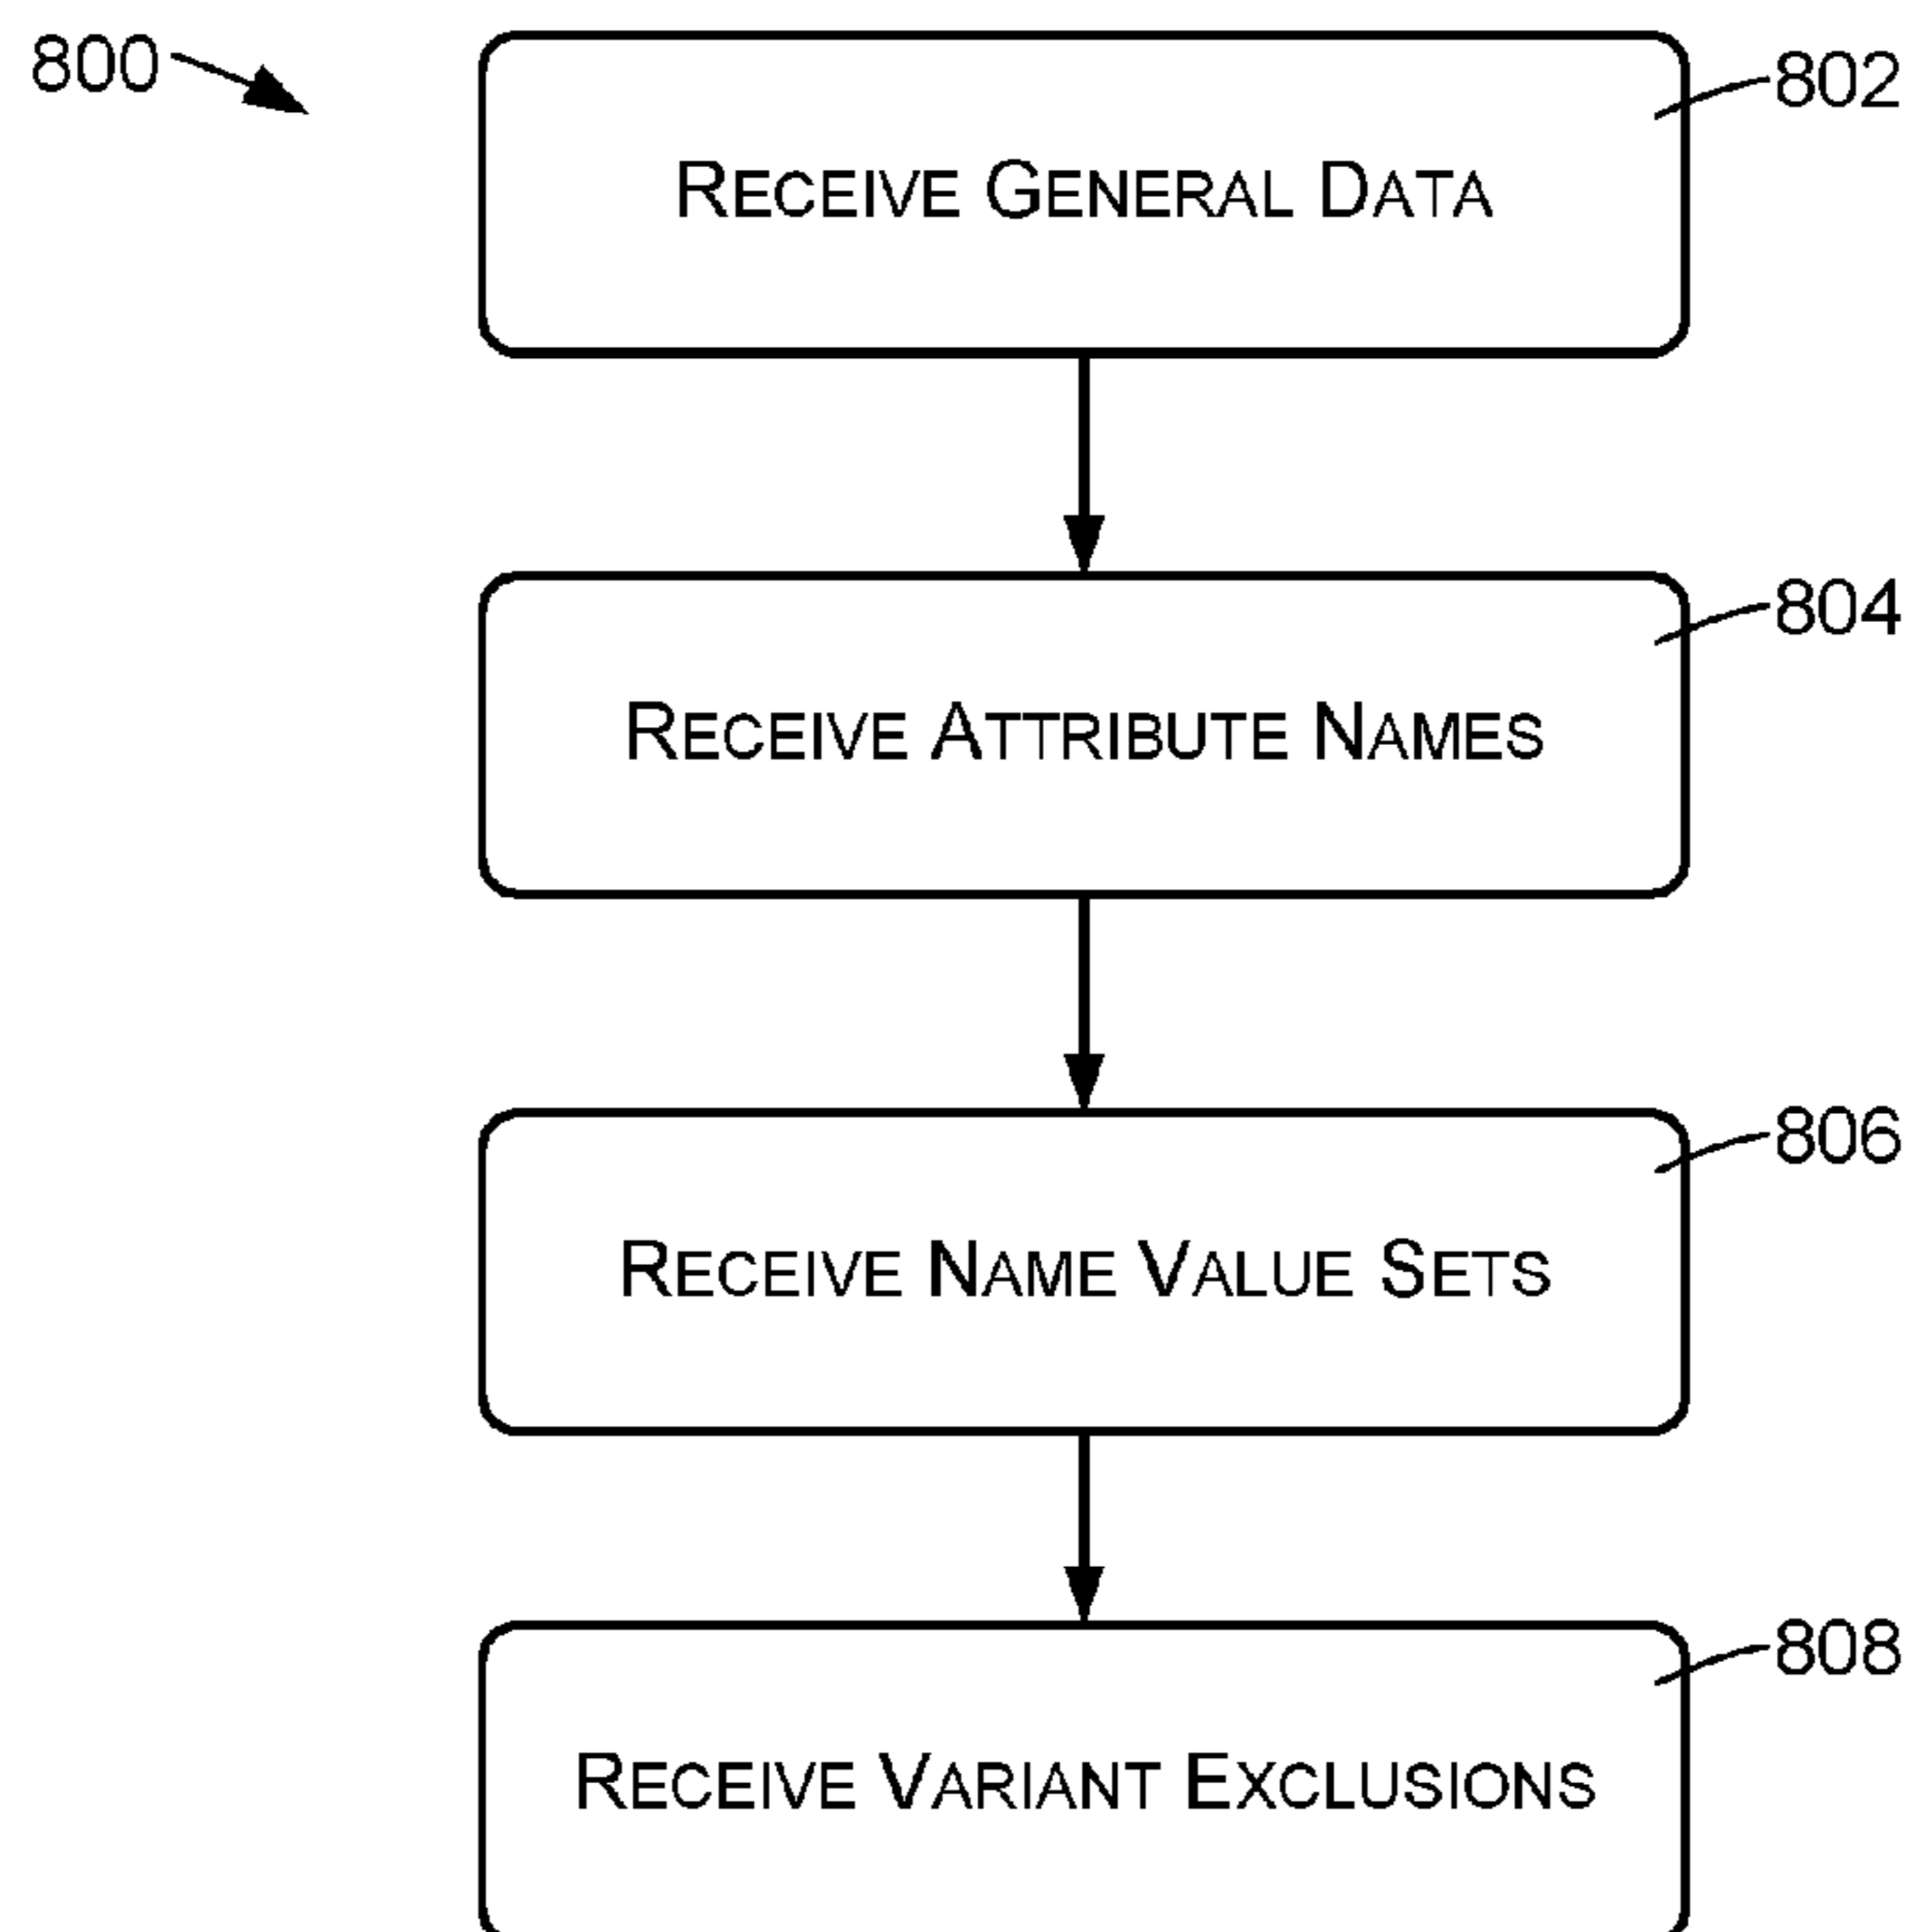 800
802
RECEIVE GENERAL DATA
804
RECEIVE ATTRIBUTE NAMES
806
RECEIVE NAME VALUE SETS
808
RECEIVE VARIANT EXCLUSIONS